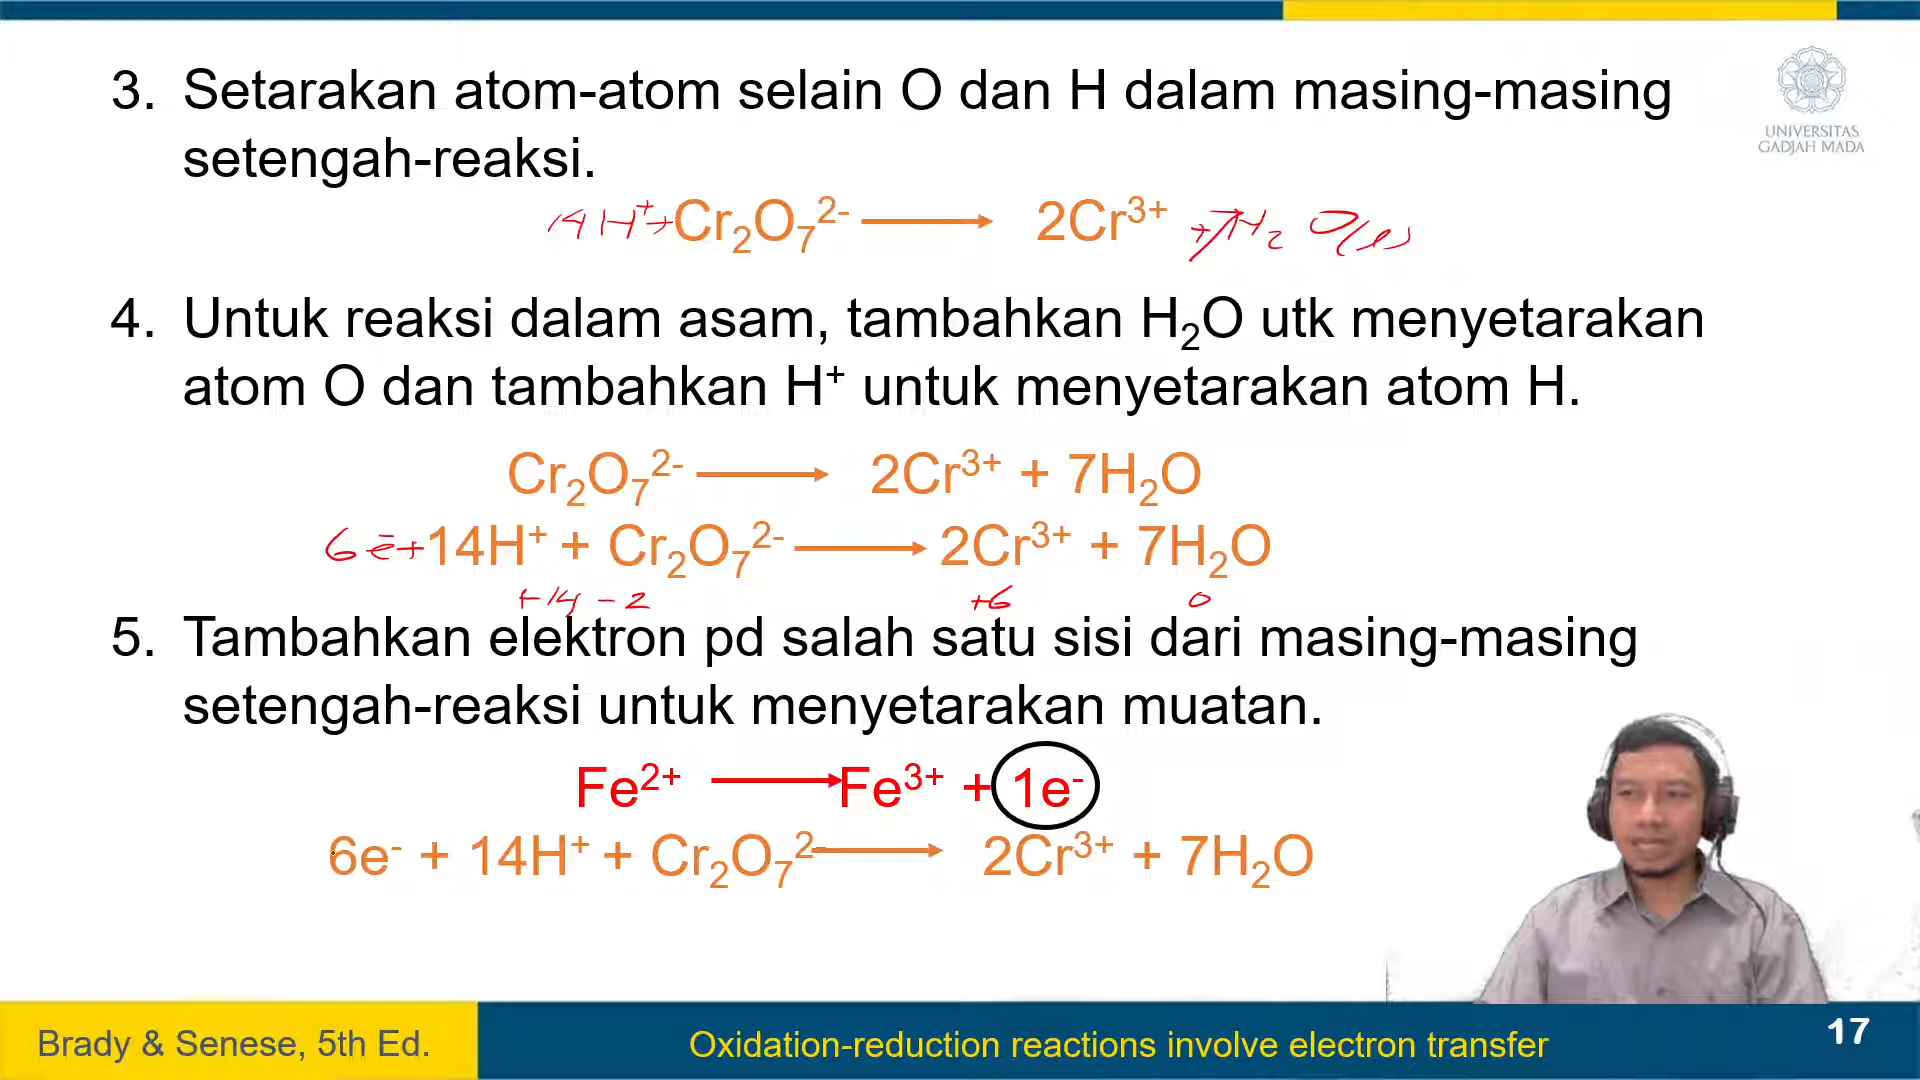 3. Setarakan atom-atom selain O dan H dalam masing-masing
setengah-reaksi.
UNIVERSITAS
GADJAH MADA
14 H⁺ + Cr₂O₇²⁻ → 2Cr³⁺ + 7H₂O(l)
4. Untuk reaksi dalam asam, tambahkan H₂O utk menyetarakan
atom O dan tambahkan H⁺ untuk menyetarakan atom H.
Cr₂O₇²⁻ → 2Cr³⁺ + 7H₂O
6e⁻ + 14H⁺ + Cr₂O₇²⁻ → 2Cr³⁺ + 7H₂O
+14 -2 +6 0
5. Tambahkan elektron pd salah satu sisi dari masing-masing
setengah-reaksi untuk menyetarakan muatan.
Fe²⁺ → Fe³⁺ + 1e⁻
6e⁻ + 14H⁺ + Cr₂O₇²⁻ → 2Cr³⁺ + 7H₂O
Brady & Senese, 5th Ed.
Oxidation-reduction reactions involve electron transfer
17